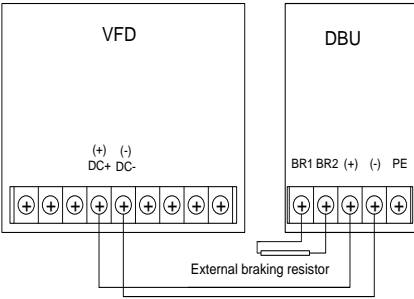 VFD
DBU
(+) (-)
DC+ DC-
BR1 BR2 (+) (-) PE
External braking resistor